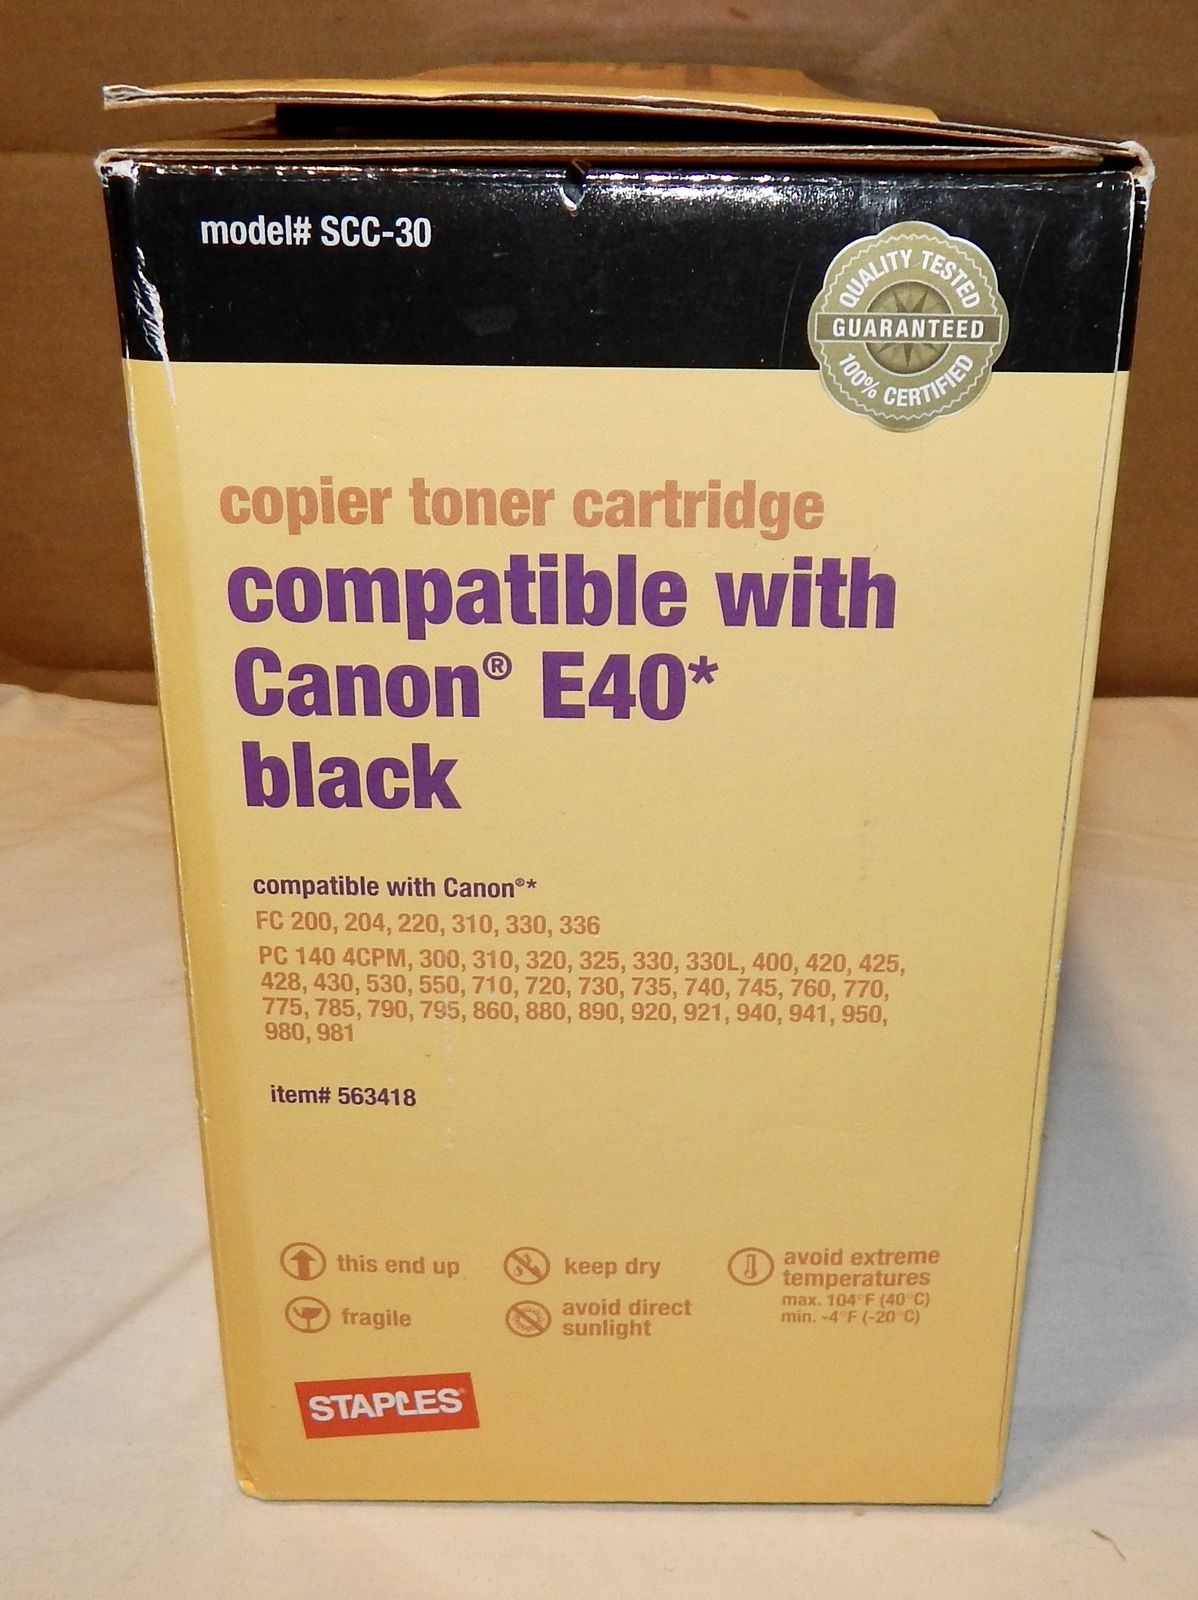 model# SCC-30
QUALITY TESTED
GUARANTEED
100% CERTIFIED
copier toner cartridge
compatible with
Canon® E40*
black
compatible with Canon®*
FC 200, 204, 220, 310, 330, 336
PC 140 4CPM, 300, 310, 320, 325, 330, 330L, 400, 420, 425,
428, 430, 530, 550, 710, 720, 730, 735, 740, 745, 760, 770,
775, 785, 790, 795, 860, 880, 890, 920, 921, 940, 941, 950,
980, 981
item# 563418
this end up
keep dry
avoid extreme
temperatures
max. 104°F (40°C)
min. -4°F (-20°C)
fragile
avoid direct
sunlight
STAPLES